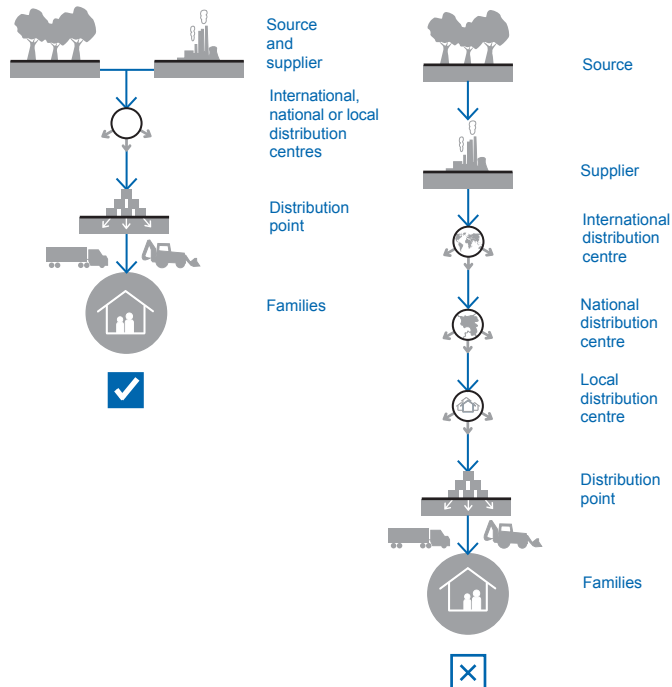 Source
and
supplier
International,
national or local
distribution
centres
Distribution
point
Families
Source
Supplier
International
distribution
centre
National
distribution
centre
Local
distribution
centre
Distribution
point
Families